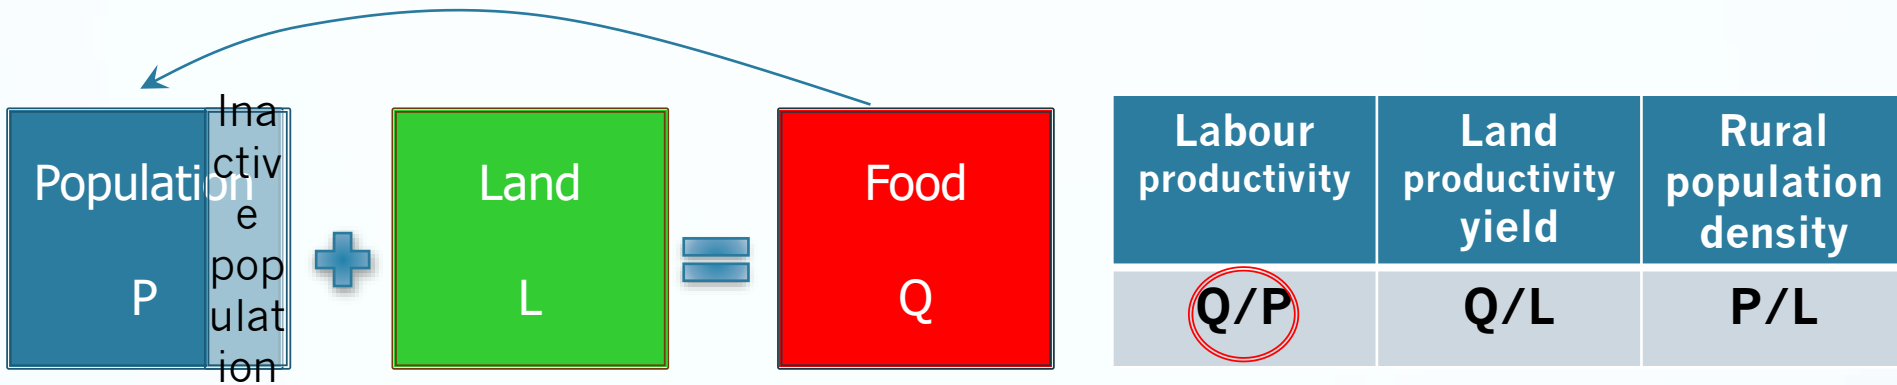 Population
P
Ina
ctiv
e
pop
ulat
ion
Land
L
Food
Q
Labour
productivity
Land
productivity
yield
Rural
population
density
Q/P
Q/L
P/L